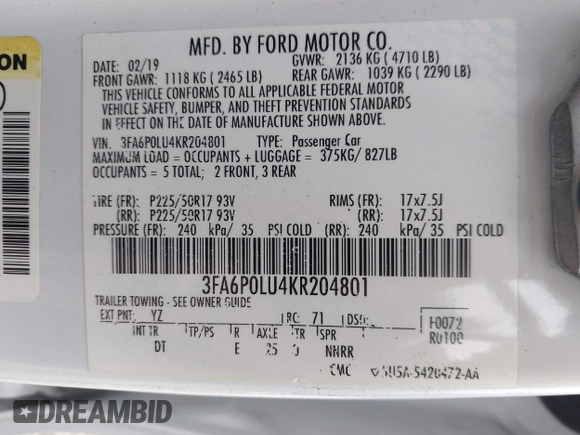 ON
MFD. BY FORD MOTOR CO.
DATE: 02/19 GVWR: 2136 KG ( 4710 LB)
FRONT GAWR: 1118 KG ( 2465 LB) REAR GAWR: 1039 KG ( 2290 LB)
THIS VEHICLE CONFORMS TO ALL APPLICABLE FEDERAL MOTOR
VEHICLE SAFETY, BUMPER, AND THEFT PREVENTION STANDARDS
IN EFFECT ON THE DATE OF MANUFACTURE SHOWN ABOVE.
VIN: 3FA6P0LU4KR204801 TYPE: Passenger Car
MAXIMUM LOAD = OCCUPANTS + LUGGAGE = 375KG/ 827LB
OCCUPANTS = 5 TOTAL; 2 FRONT, 3 REAR
TIRE (FR): P225/50R17 93V RIMS (FR): 17x7.5J
(RR): P225/50R17 93V (RR): 17x7.5J
PRESSURE (FR): 240 kPa/ 35 PSI COLD (RR): 240 kPa/ 35 PSI COLD
3FA6P0LU4KR204801
TRAILER TOWING - SEE OWNER GUIDE
EXT PNT: YZ RC: 71 DSO: F0072
INT TR TP/PS R AXLE TR SPR R0100
DT E 25 NNRR
DREAMBID